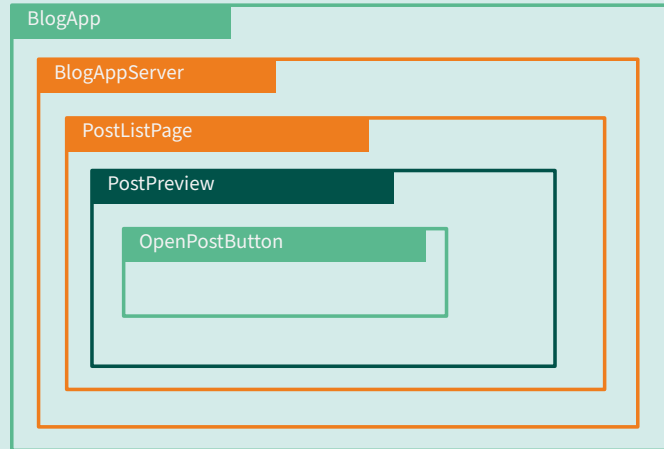 BlogApp
BlogAppServer
PostListPage
PostPreview
OpenPostButton